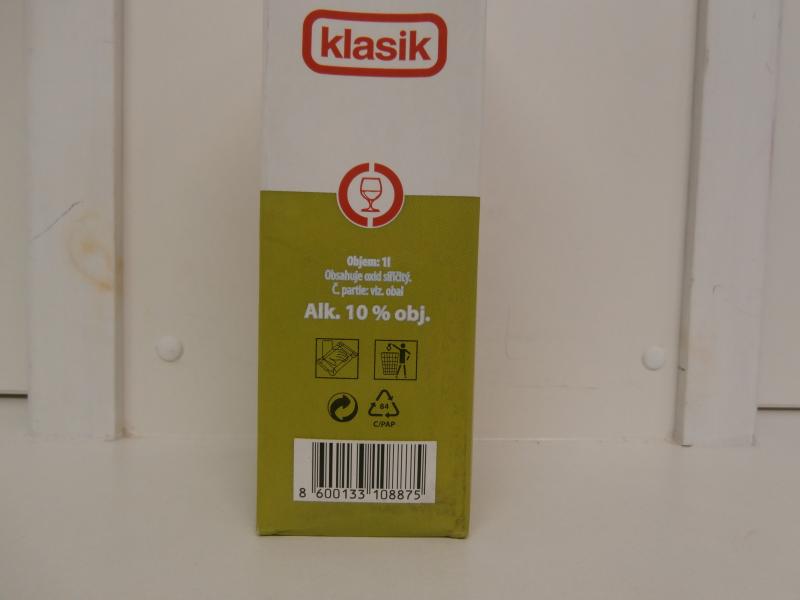 klasik
Objem: 1l
Obsahuje oxid siřičitý.
Č. partie: viz. obal
Alk. 10 % obj.
84
C/PAP
8 600133 108875